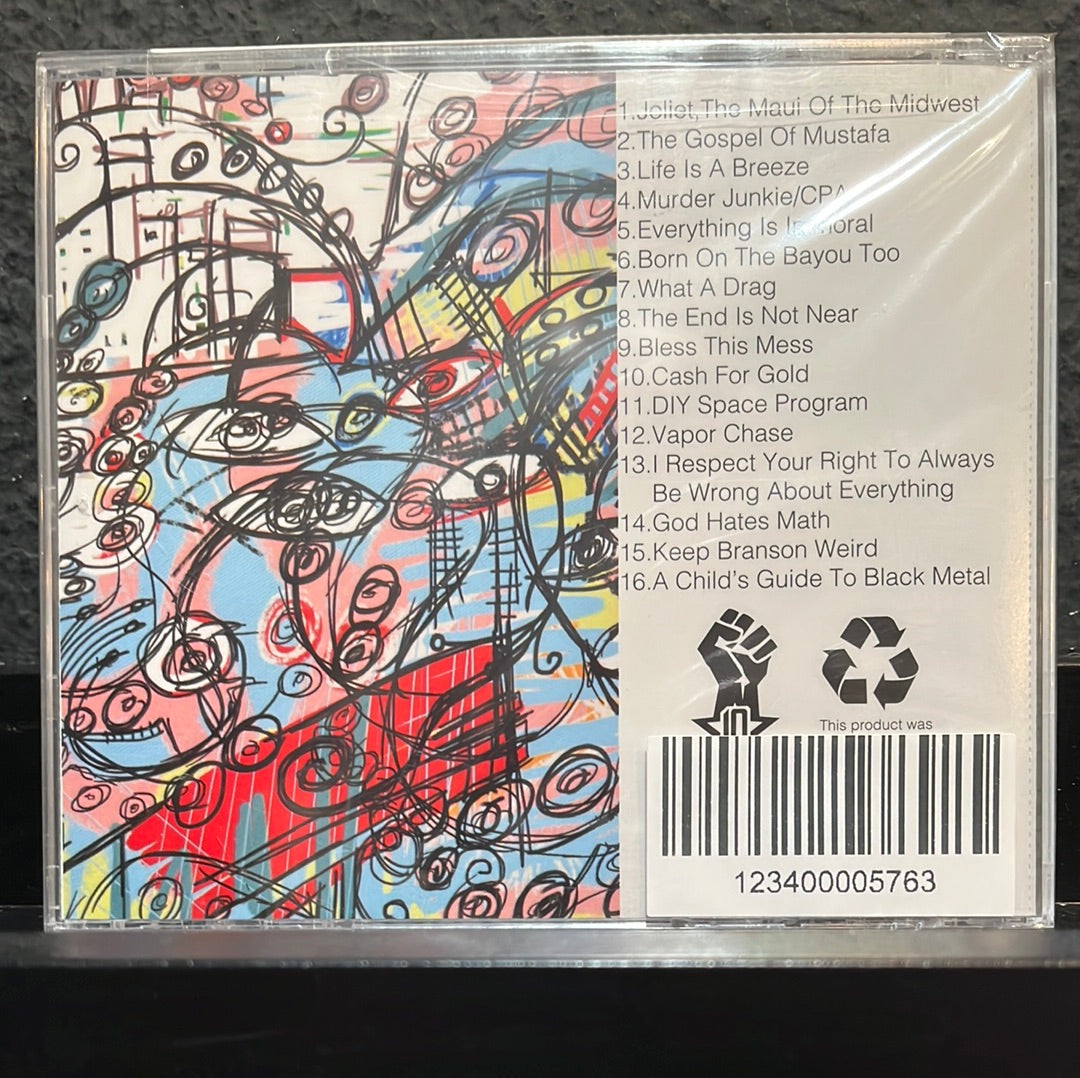 1.Joliet,The Maui Of The Midwest
2.The Gospel Of Mustafa
3.Life Is A Breeze
4.Murder Junkie/CPA
5.Everything Is
6.Born On The Bayou Too
7.What A Drag
8.The End Is Not Near
9.Bless This Mess
10.Cash For Gold
11.DIY Space Program
12.Vapor Chase
13.I Respect Your Right To Always
Be Wrong About Everything
14.God Hates Math
15.Keep Branson Weird
16.A Child's Guide To Black Metal
IN
This product was
123400005763